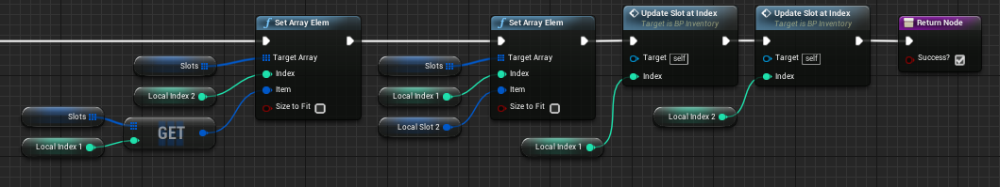 Set Array Elem
Slots
Target Array
Local Index 2
Index
Item
Size to Fit
Slots
Local Index 1
GET
Set Array Elem
Slots
Target Array
Local Index 1
Index
Local Slot 2
Item
Size to Fit
Update Slot at Index
Target is BP Inventory
Target self
Index
Local Index 1
Update Slot at Index
Target is BP Inventory
Target self
Index
Local Index 2
Return Node
Success?